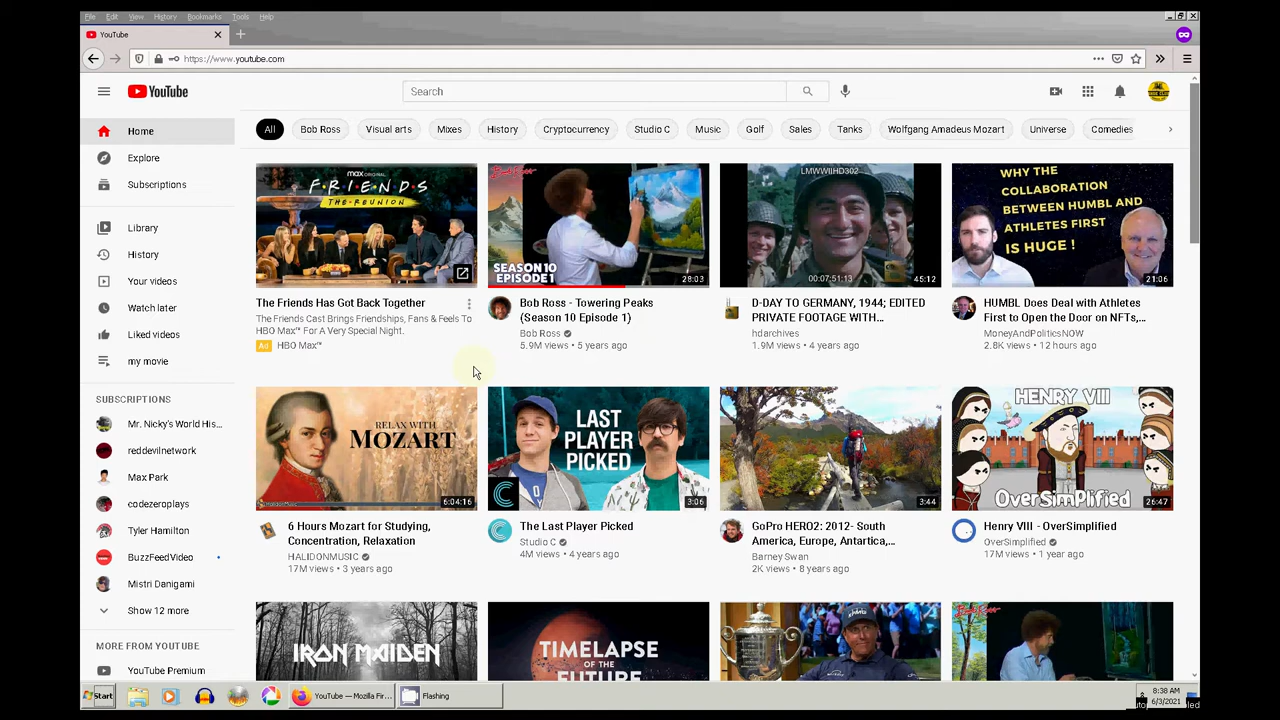 File Edit View History Bookmarks Tools Help
YouTube
https://www.youtube.com
YouTube
Search
All Bob Ross Visual arts Mixes History Cryptocurrency Studio C Music Golf Sales Tanks Wolfgang Amadeus Mozart Universe Comedies
Home
Explore
Subscriptions
Library
History
Your videos
Watch later
Liked videos
my movie
SUBSCRIPTIONS
Mr. Nicky's World His...
reddevilnetwork
Max Park
codezeroplays
Tyler Hamilton
BuzzFeedVideo
Mistri Danigami
Show 12 more
MORE FROM YOUTUBE
YouTube Premium
max ORIGINAL
FRIENDS
THE REUNION
The Friends Has Got Back Together
The Friends Cast Brings Friendships, Fans & Feels To
HBO Max™ For A Very Special Night.
Ad HBO Max™
Bob Ross
SEASON 10
EPISODE 1
28:03
Bob Ross - Towering Peaks
(Season 10 Episode 1)
Bob Ross
5.9M views • 5 years ago
LMWWIIHD302
00:07:51:13
45:12
D-DAY TO GERMANY, 1944; EDITED
PRIVATE FOOTAGE WITH...
hdarchives
1.9M views • 4 years ago
WHY THE
COLLABORATION
BETWEEN HUMBL AND
ATHLETES FIRST
IS HUGE !
21:06
HUMBL Does Deal with Athletes
First to Open the Door on NFTs,...
MoneyAndPoliticsNOW
2.8K views • 12 hours ago
RELAX WITH
MOZART
6:04:16
6 Hours Mozart for Studying,
Concentration, Relaxation
HALIDONMUSIC
17M views • 3 years ago
LAST
PLAYER
PICKED
3:06
The Last Player Picked
Studio C
4M views • 4 years ago
3:44
GoPro HERO2: 2012- South
America, Europe, Antartica,...
Barney Swan
2K views • 8 years ago
HENRY VIII
OverSimplified
26:47
Henry VIII - OverSimplified
OverSimplified
17M views • 1 year ago
IRON MAIDEN
TIMELAPSE
OF THE
FUTURE
Bob Ross
Start
YouTube — Mozilla Fir...
Flashing
8:38 AM
6/3/2021